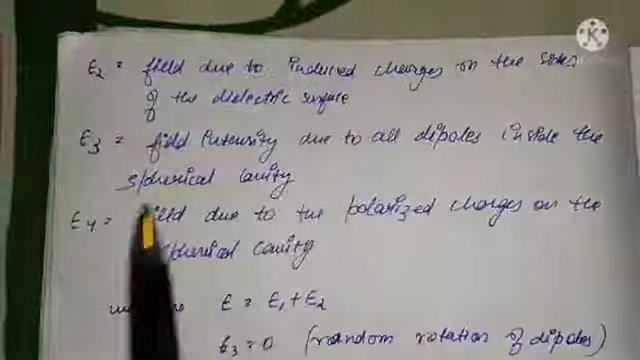 E2 = field due to induced charges on the sides
of the dielectric surface
E3 = field intensity due to all dipoles inside the
spherical cavity
E4 = field due to the polarized charges on the
spherical cavity
E = E1 + E2
E3 = 0 (random rotation of dipoles)